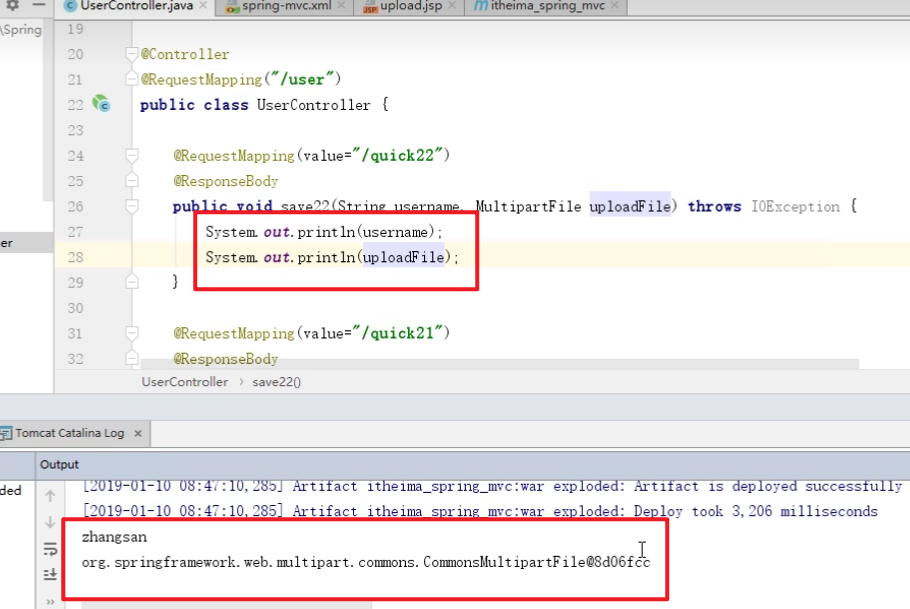 UserController.java × spring-mvc.xml × upload.jsp × itheima_spring_mvc ×
\Spring
19
20 @Controller
21 @RequestMapping("/user")
22 public class UserController {
23
24 @RequestMapping(value="/quick22")
25 @ResponseBody
26 public void save22(String username, MultipartFile uploadFile) throws IOException {
27 System.out.println(username);
er
28 System.out.println(uploadFile);
29 }
30
31 @RequestMapping(value="/quick21")
32 @ResponseBody
UserController › save22()
Tomcat Catalina Log ×
Output
ded
[2019-01-10 08:47:10,285] Artifact itheima_spring_mvc:war exploded: Artifact is deployed successfully
[2019-01-10 08:47:10,285] Artifact itheima_spring_mvc:war exploded: Deploy took 3,206 milliseconds
zhangsan
org.springframework.web.multipart.commons.CommonsMultipartFile@8d06fcc